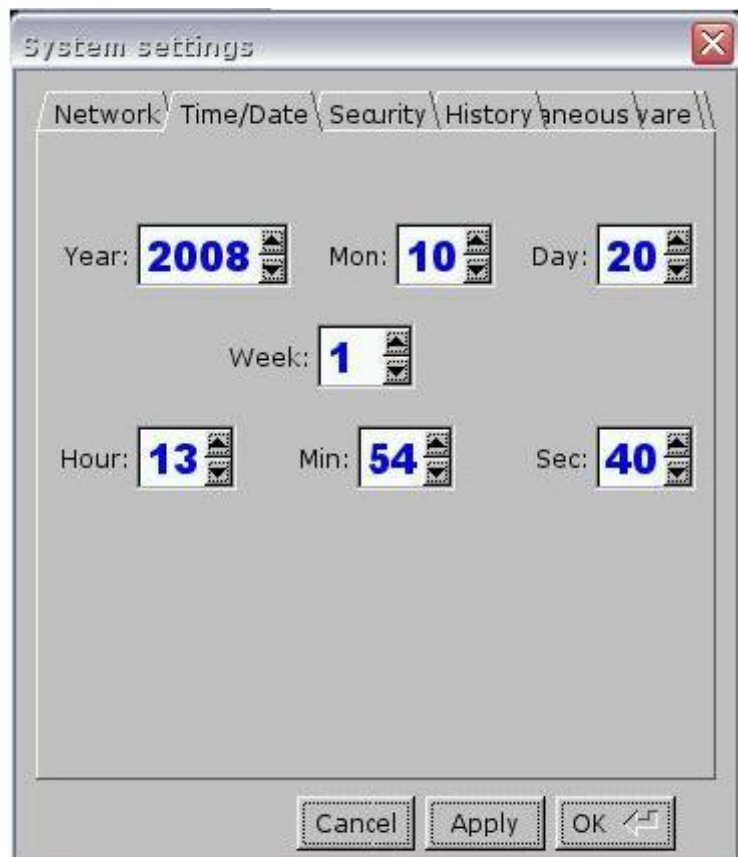 System settings
Network Time/Date Security History aneous vare
Year: 2008 Mon: 10 Day: 20
Week: 1
Hour: 13 Min: 54 Sec: 40
Cancel Apply OK